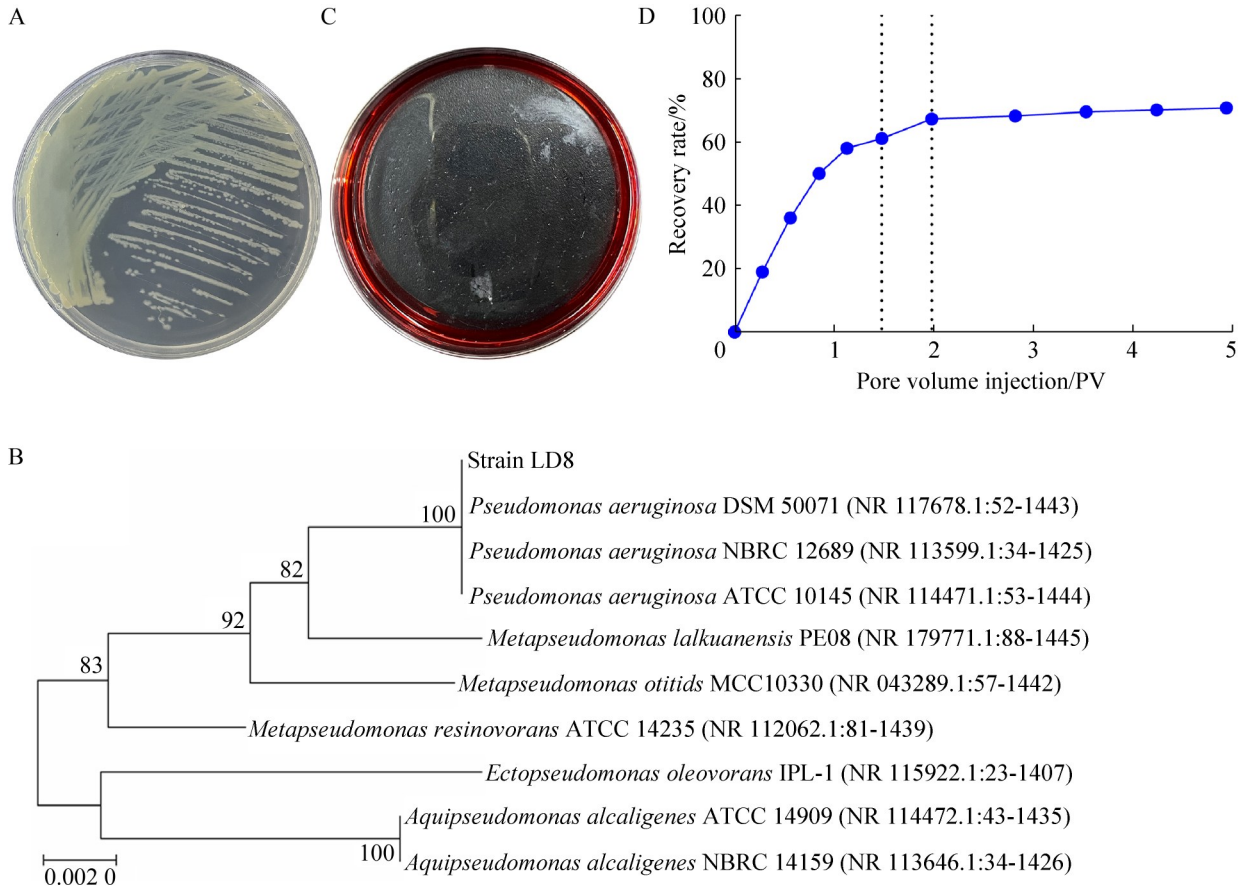 A
C
D
100
80
60
40
20
0
1
2
3
4
5
Recovery rate/%
Pore volume injection/PV
B
Strain LD8
Pseudomonas aeruginosa DSM 50071 (NR 117678.1:52-1443)
100
Pseudomonas aeruginosa NBRC 12689 (NR 113599.1:34-1425)
82
Pseudomonas aeruginosa ATCC 10145 (NR 114471.1:53-1444)
92
Metapseudomonas lalkuanensis PE08 (NR 179771.1:88-1445)
83
Metapseudomonas otitids MCC10330 (NR 043289.1:57-1442)
Metapseudomonas resinovorans ATCC 14235 (NR 112062.1:81-1439)
Ectopseudomonas oleovorans IPL-1 (NR 115922.1:23-1407)
Aquipseudomonas alcaligenes ATCC 14909 (NR 114472.1:43-1435)
100
Aquipseudomonas alcaligenes NBRC 14159 (NR 113646.1:34-1426)
0.002 0